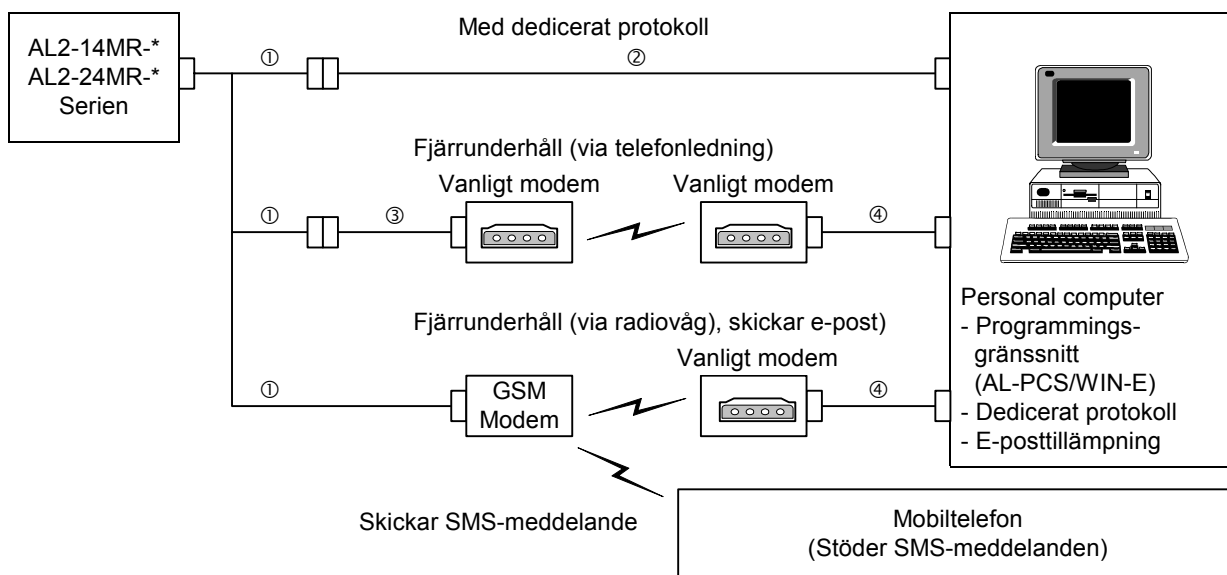 AL2-14MR-*
AL2-24MR-*
Serien
Med dedicerat protokoll
①
②
Fjärrunderhåll (via telefonledning)
Vanligt modem
Vanligt modem
①
③
④
Fjärrunderhåll (via radiovåg), skickar e-post)
Vanligt modem
①
GSM
Modem
④
Personal computer
- Programmings-
gränssnitt
(AL-PCS/WIN-E)
- Dedicerat protokoll
- E-posttillämpning
Skickar SMS-meddelande
Mobiltelefon
(Stöder SMS-meddelanden)